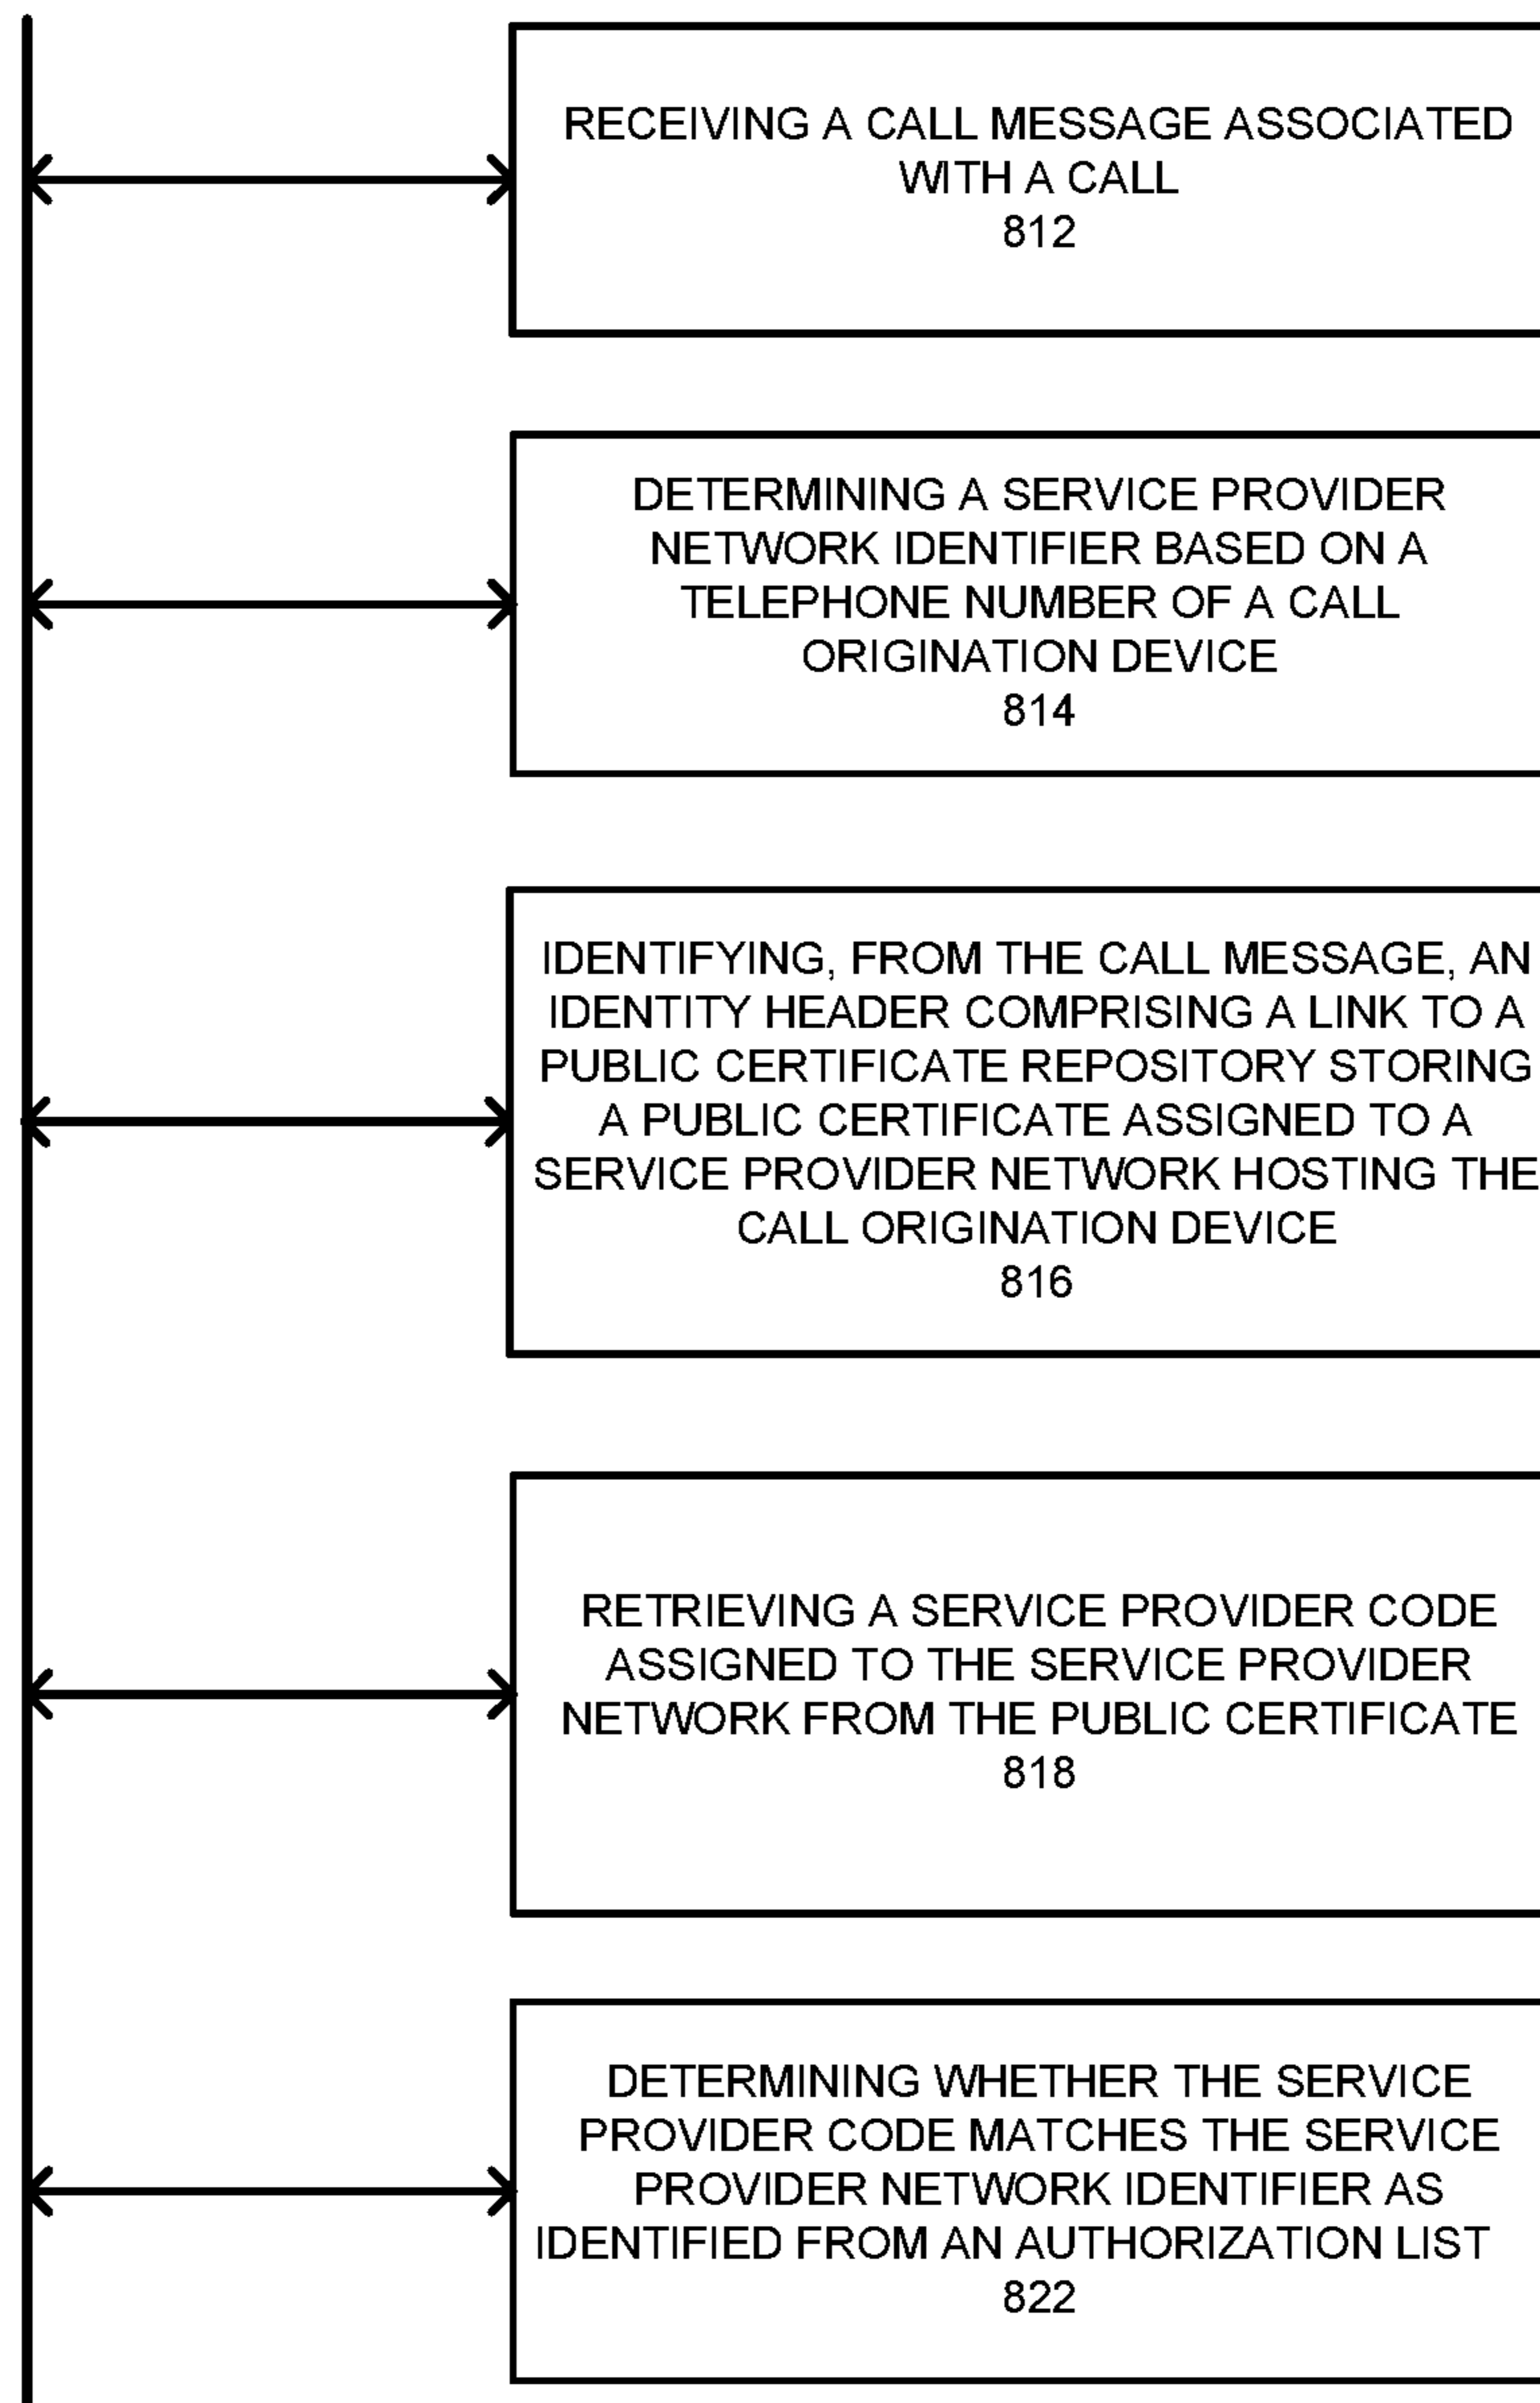 RECEIVING A CALL MESSAGE ASSOCIATED
WITH A CALL
812
DETERMINING A SERVICE PROVIDER
NETWORK IDENTIFIER BASED ON A
TELEPHONE NUMBER OF A CALL
ORIGINATION DEVICE
814
IDENTIFYING, FROM THE CALL MESSAGE, AN
IDENTITY HEADER COMPRISING A LINK TO A
PUBLIC CERTIFICATE REPOSITORY STORING
A PUBLIC CERTIFICATE ASSIGNED TO A
SERVICE PROVIDER NETWORK HOSTING THE
CALL ORIGINATION DEVICE
816
RETRIEVING A SERVICE PROVIDER CODE
ASSIGNED TO THE SERVICE PROVIDER
NETWORK FROM THE PUBLIC CERTIFICATE
818
DETERMINING WHETHER THE SERVICE
PROVIDER CODE MATCHES THE SERVICE
PROVIDER NETWORK IDENTIFIER AS
IDENTIFIED FROM AN AUTHORIZATION LIST
822